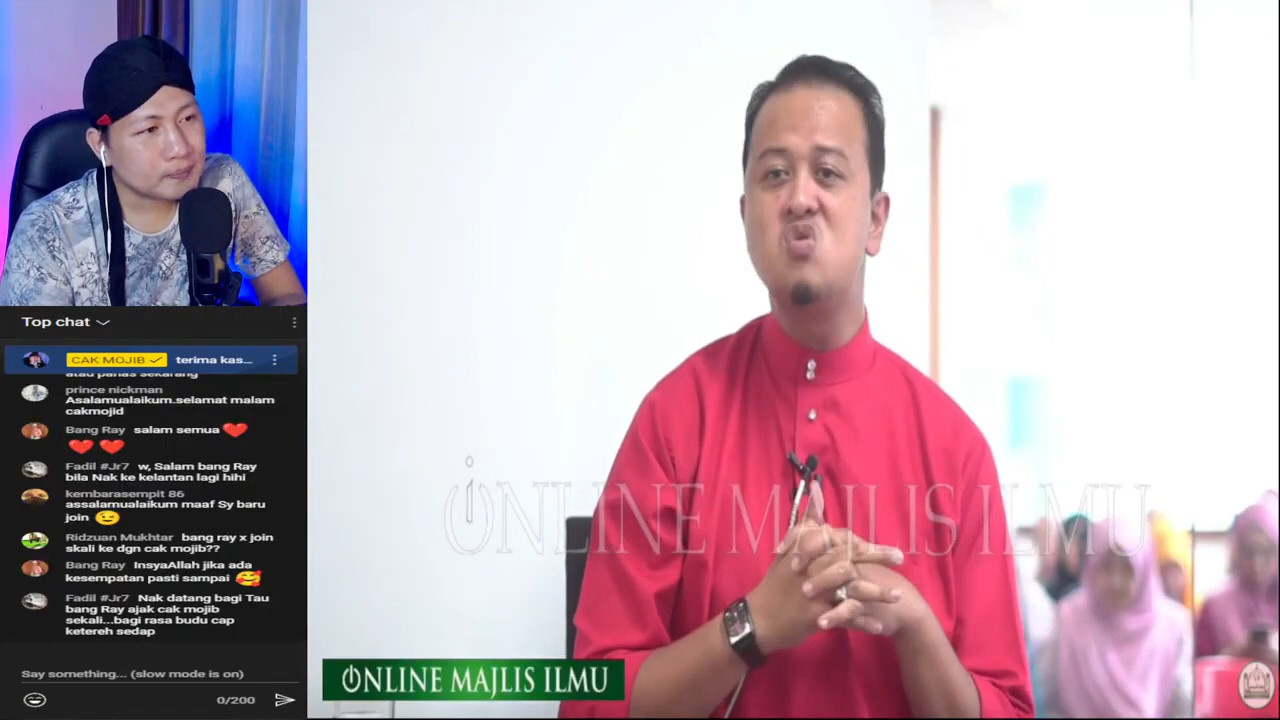 Top chat
CAK MOJIB terima kas...
atau panas sekarang
prince nickman
Asalamualaikum.selamat malam
cakmojid
Bang Ray salam semua
Fadil #Jr7 w, Salam bang Ray
bila Nak ke kelantan lagi hihi
kembarasempit 86
assalamualaikum maaf Sy baru
join
Ridzuan Mukhtar bang ray x join
skali ke dgn cak mojib??
Bang Ray InsyaAllah jika ada
kesempatan pasti sampai
Fadil #Jr7 Nak datang bagi Tau
bang Ray ajak cak mojib
sekali...bagi rasa budu cap
ketereh sedap
Say something... (slow mode is on)
0/200
ONLINE MAJLIS ILMU
ONLINE MAJLIS ILMU